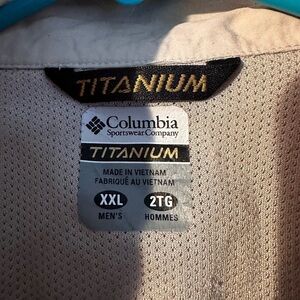 TITANIUM
Columbia
Sportswear Company
TITANIUM
MADE IN VIETNAM
FABRIQUÉ AU VIETNAM
XXL 2TG
MEN'S HOMMES